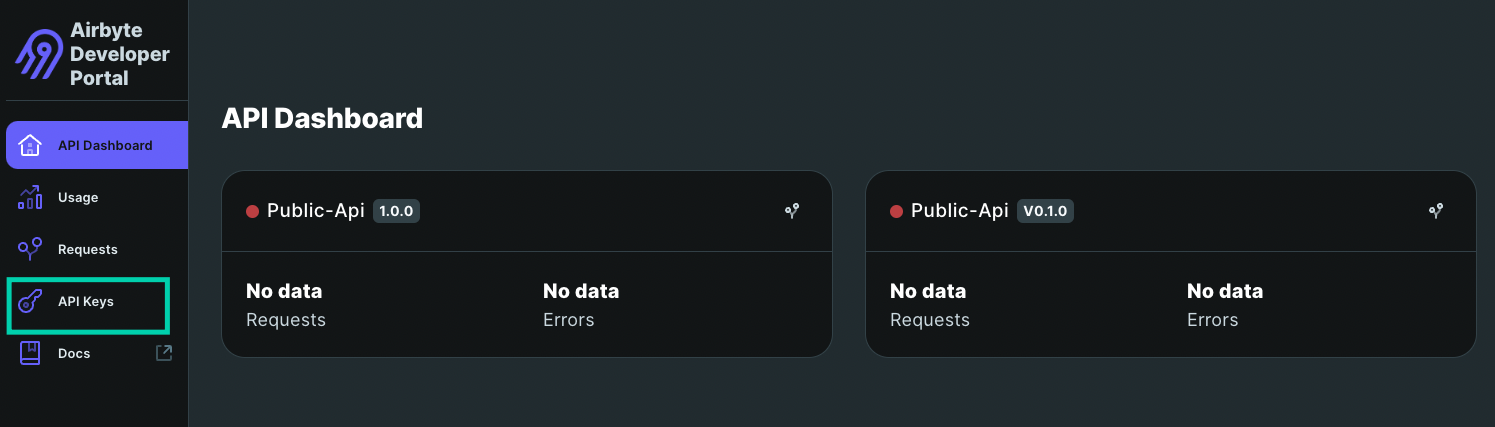 Airbyte
Developer
Portal
API Dashboard
Usage
Requests
API Keys
Docs
API Dashboard
Public-Api 1.0.0
No data No data
Requests Errors
Public-Api V0.1.0
No data No data
Requests Errors